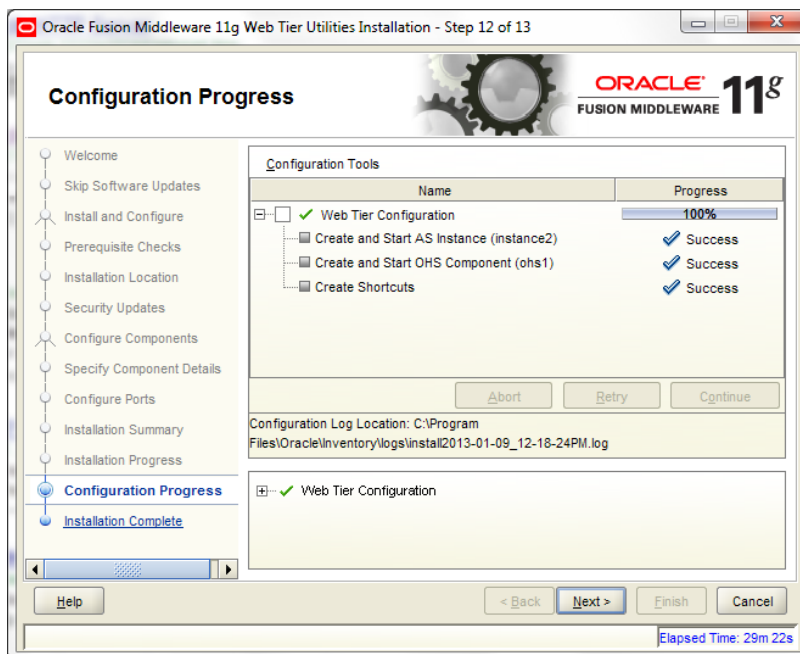 Oracle Fusion Middleware 11g Web Tier Utilities Installation - Step 12 of 13
Configuration Progress
ORACLE
FUSION MIDDLEWARE 11g
Welcome
Skip Software Updates
Install and Configure
Prerequisite Checks
Installation Location
Security Updates
Configure Components
Specify Component Details
Configure Ports
Installation Summary
Installation Progress
Configuration Progress
Installation Complete
Configuration Tools
Name Progress
Web Tier Configuration 100%
Create and Start AS Instance (instance2) Success
Create and Start OHS Component (ohs1) Success
Create Shortcuts Success
Abort Retry Continue
Configuration Log Location: C:\Program
Files\Oracle\Inventory\logs\install2013-01-09_12-18-24PM.log
Web Tier Configuration
Help < Back Next > Finish Cancel
Elapsed Time: 29m 22s